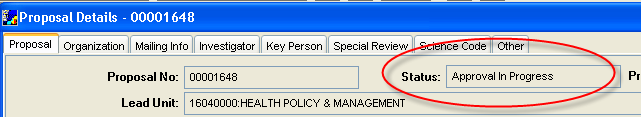 Proposal Details - 00001648
Proposal Organization Mailing Info Investigator Key Person Special Review Science Code Other
Proposal No: 00001648 Status: Approval In Progress
Lead Unit: 16040000:HEALTH POLICY & MANAGEMENT